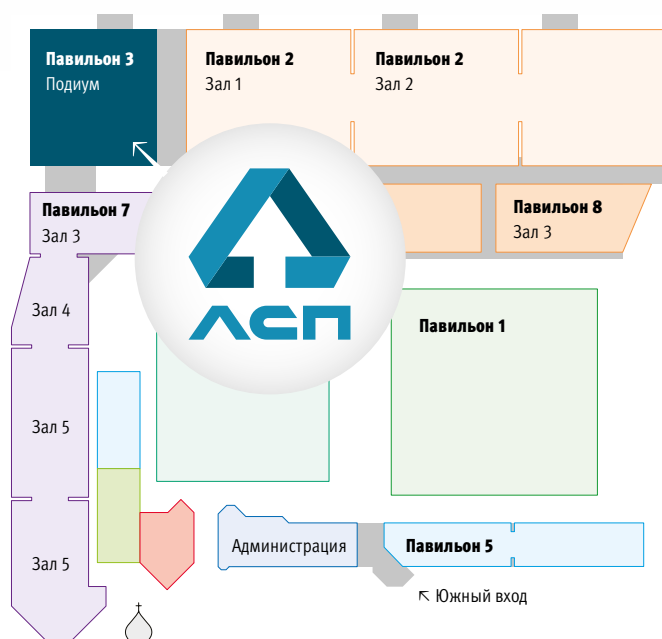 Павильон 3
Подиум
Павильон 2
Зал 1
Павильон 2
Зал 2
Павильон 7
Зал 3
Павильон 8
Зал 3
Зал 4
ЛСП
Павильон 1
Зал 5
Администрация
Павильон 5
Зал 5
Южный вход